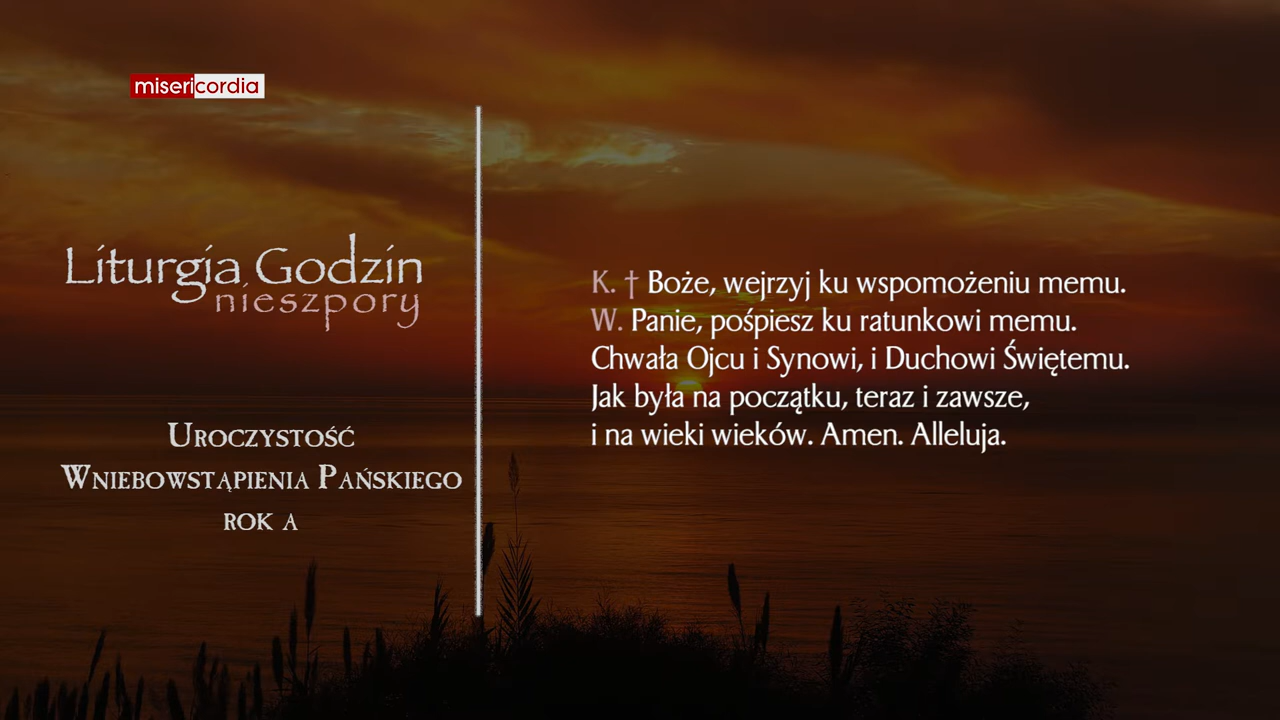 misericordia
Liturgia Godzin
nieszpory
Uroczystość
Wniebowstąpienia Pańskiego
rok a
K. † Boże, wejrzyj ku wspomożeniu memu.
W. Panie, pośpiesz ku ratunkowi memu.
Chwała Ojcu i Synowi, i Duchowi Świętemu.
Jak była na początku, teraz i zawsze,
i na wieki wieków. Amen. Alleluja.